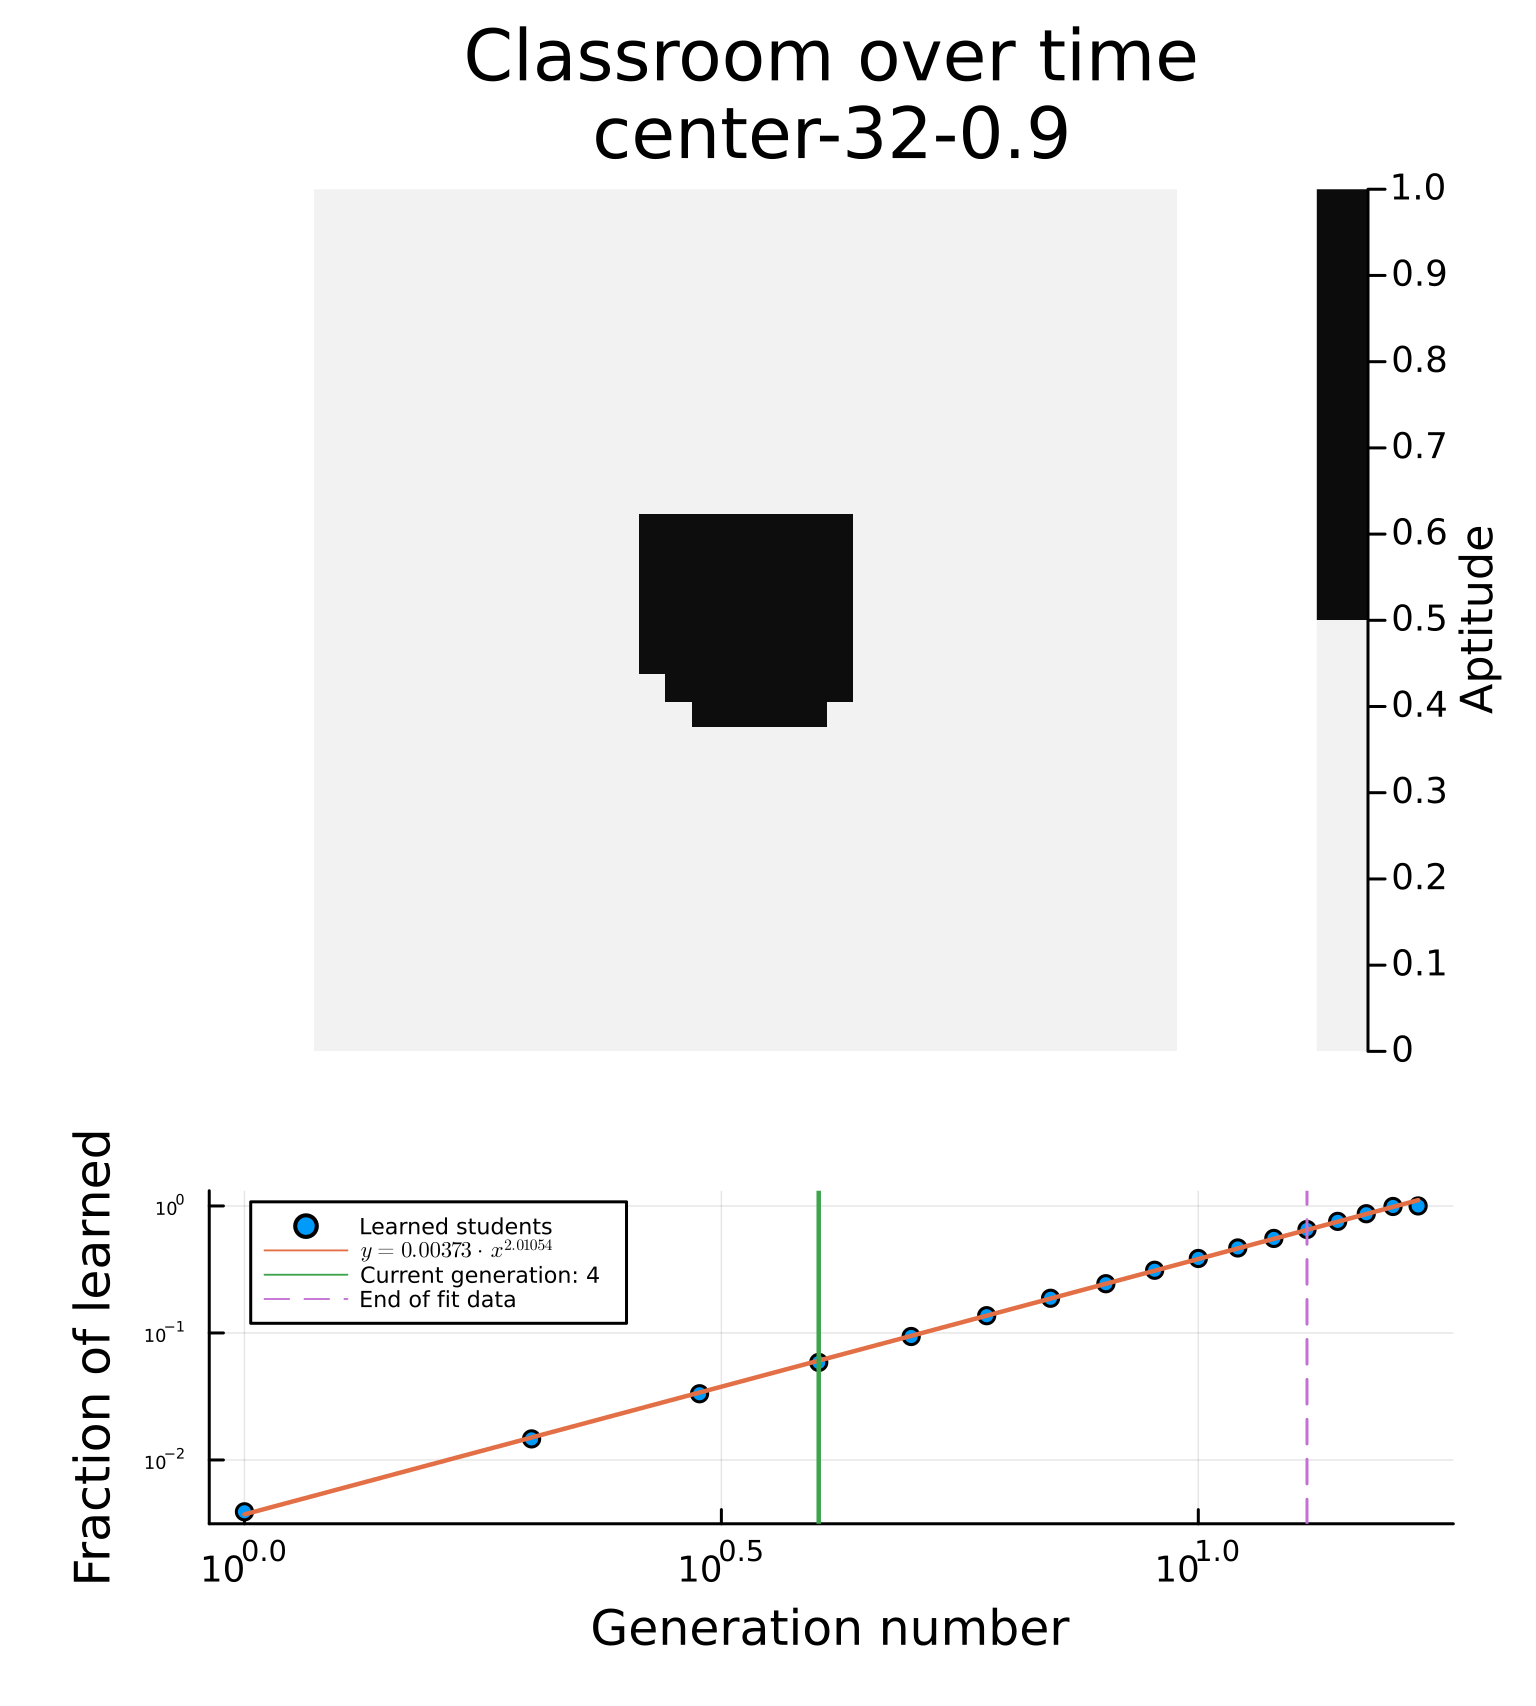 Classroom over time
center-32-0.9
1.0
0.9
0.8
0.7
0.6
0.5
0.4
0.3
0.2
0.1
0
Aptitude
Fraction of learned
10⁰
10⁻¹
10⁻²
Learned students
y = 0.00373 · x^2.01054
Current generation: 4
End of fit data
10^0.0
10^0.5
10^1.0
Generation number